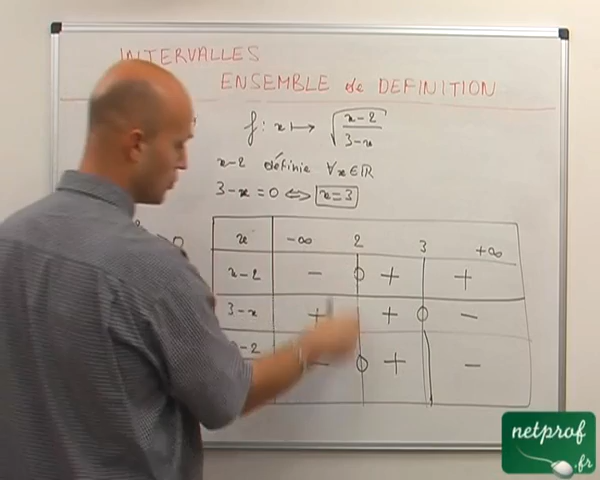 INTERVALLES
ENSEMBLE de DEFINITION
f : x ⟼ √((x-2)/(3-x))
x-2 définie ∀x∈ℝ
3-x=0 ⟺ x=3
x -∞ 2 3 +∞
x-2 - 0 + +
3-x + + 0 -
-2 - 0 + -
netprof
.fr